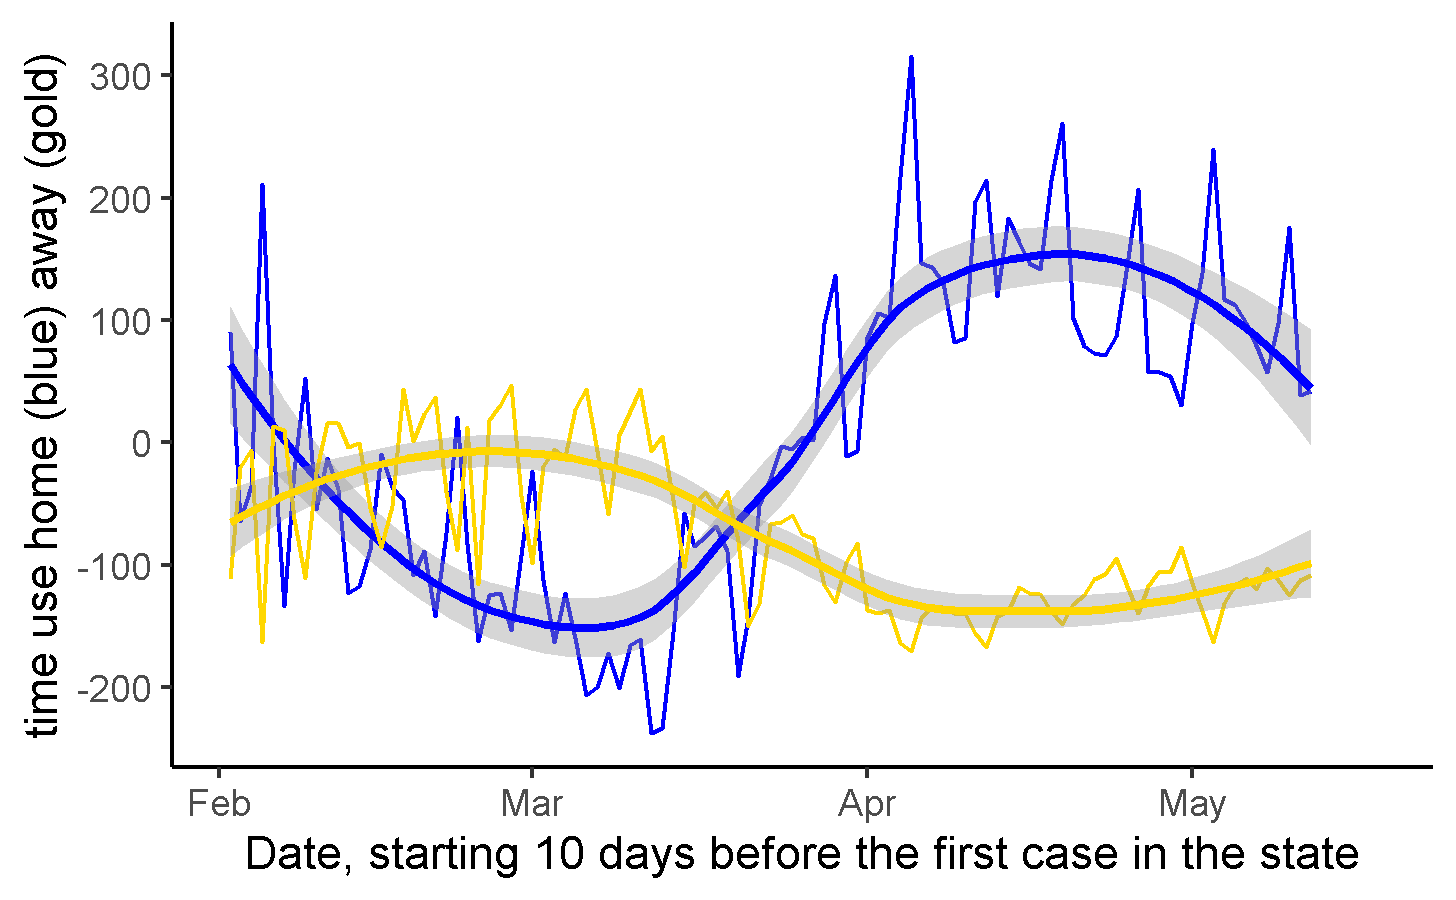 time use home (blue) away (gold)
300
200
100
0
-100
-200
Feb Mar Apr May
Date, starting 10 days before the first case in the state